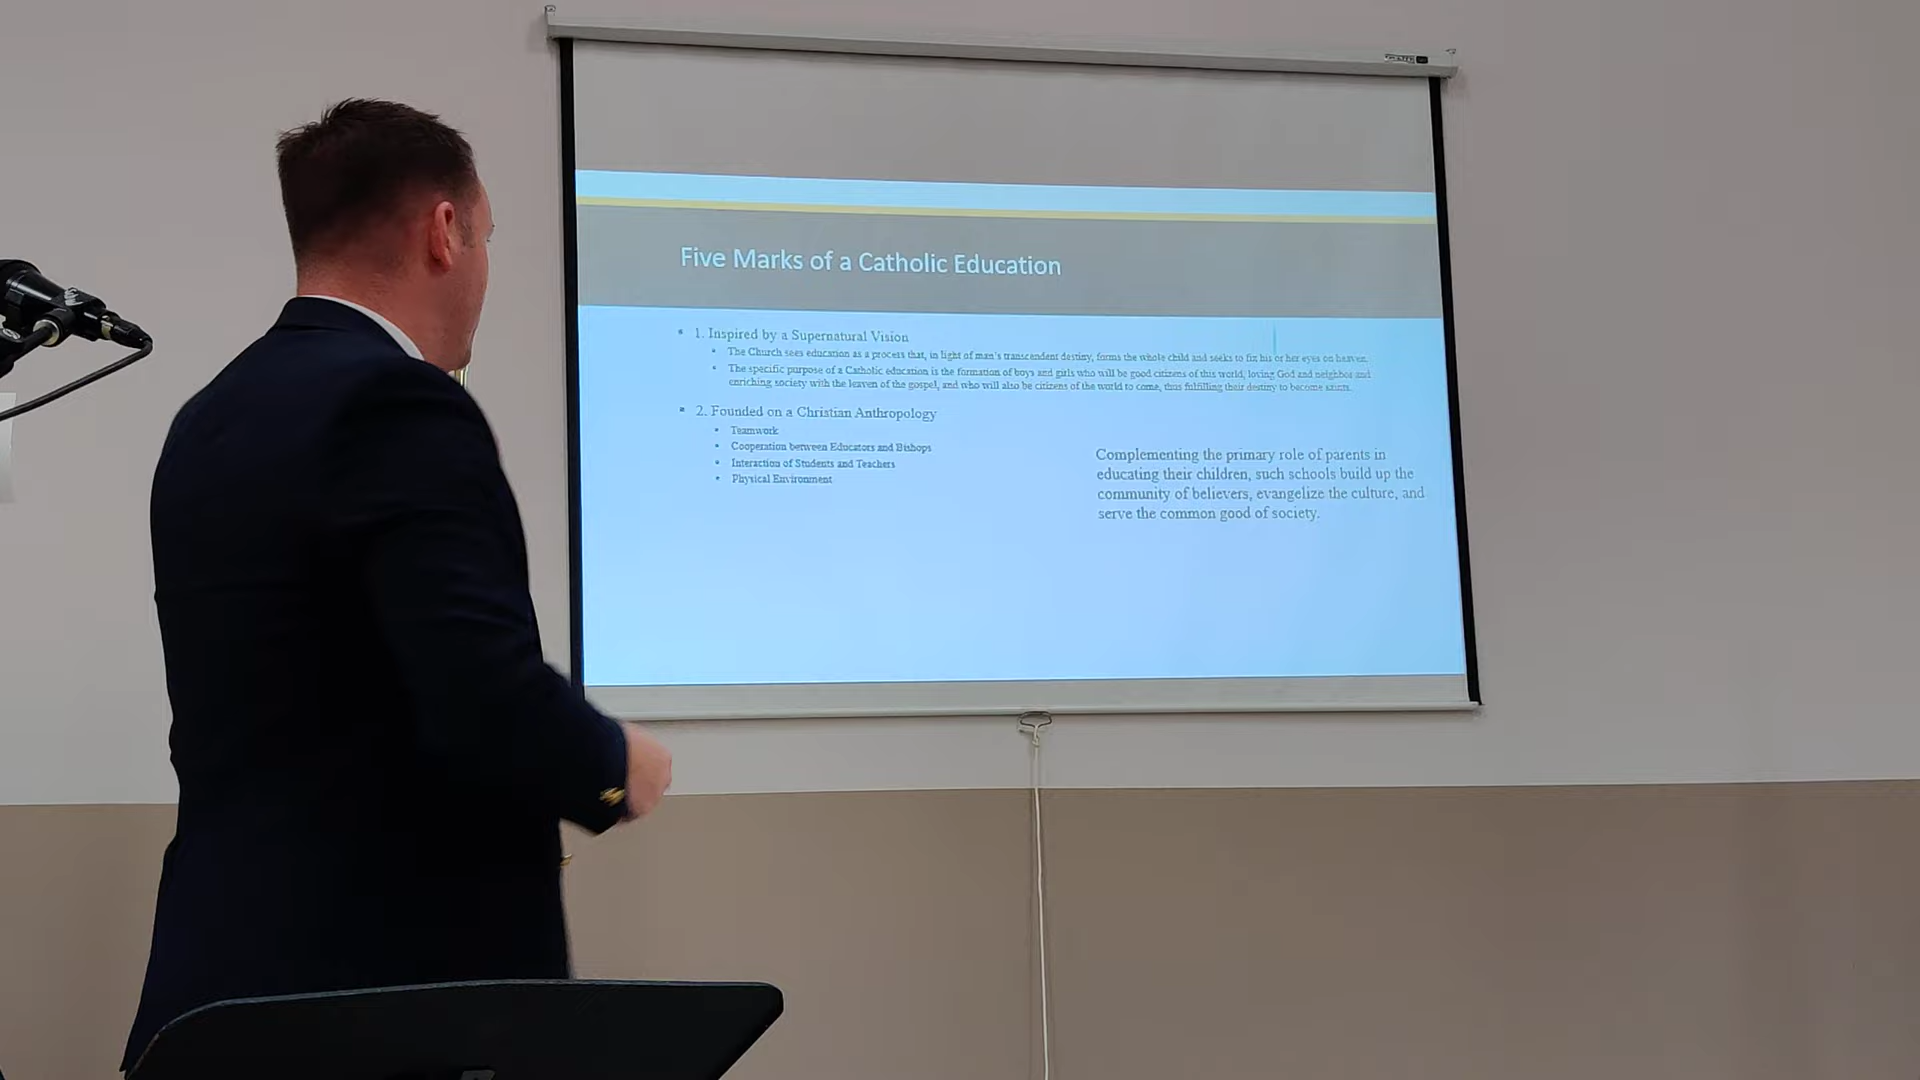 Five Marks of a Catholic Education
1. Inspired by a Supernatural Vision
The Church sees education as a process that, in light of man's transcendent destiny, forms the whole child and seeks to fix his or her eyes on heaven.
The specific purpose of a Catholic education is the formation of boys and girls who will be good citizens of this world, loving God and neighbor and
enriching society with the leaven of the gospel, and who will also be citizens of the world to come, thus fulfilling their destiny to become saints.
2. Founded on a Christian Anthropology
Teamwork
Cooperation between Educators and Bishops
Interaction of Students and Teachers
Physical Environment
Complementing the primary role of parents in
educating their children, such schools build up the
community of believers, evangelize the culture, and
serve the common good of society.